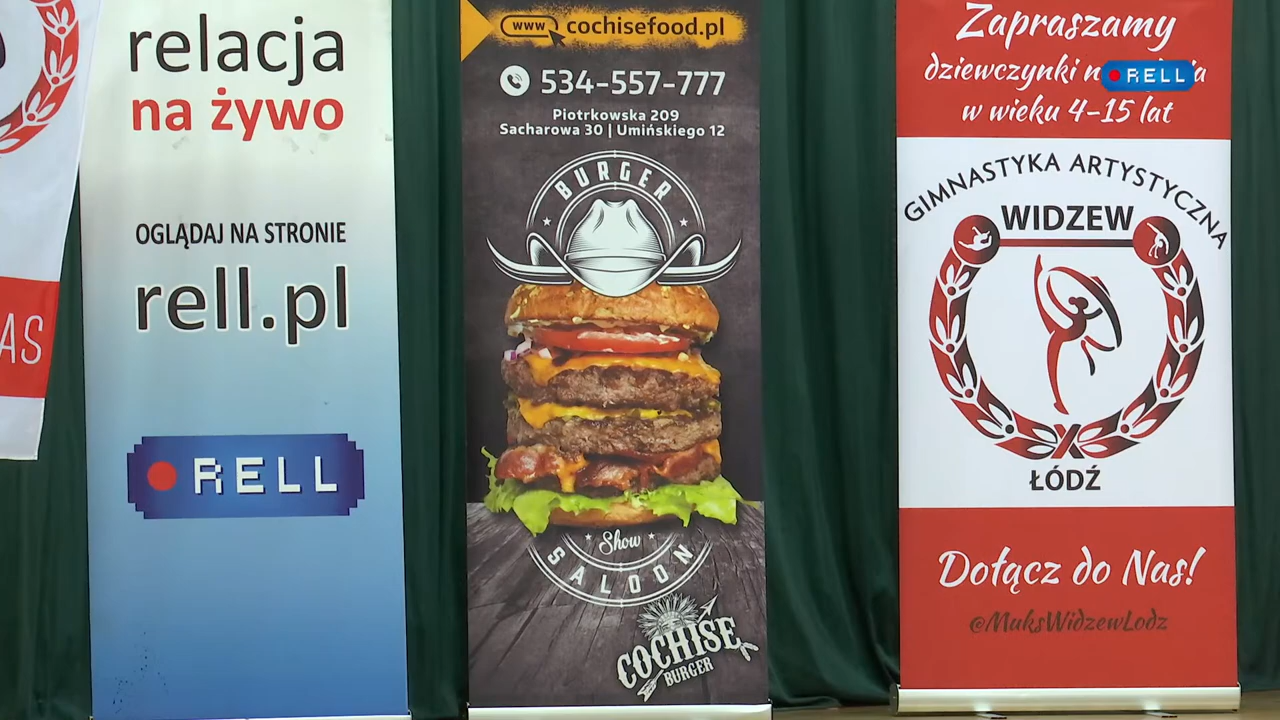 AS
relacja
na żywo
OGLĄDAJ NA STRONIE
rell.pl
RELL
www cochisefood.pl
534-557-777
Piotrkowska 209
Sacharowa 30 | Umińskiego 12
BURGER
Show
SALOON
COCHISE
BURGER
Zapraszamy
dziewczynki
w wieku 4-15 lat
RELL
GIMNASTYKA ARTYSTYCZNA
WIDZEW
ŁÓDŹ
Dołącz do Nas!
@MaksWidzewLodz